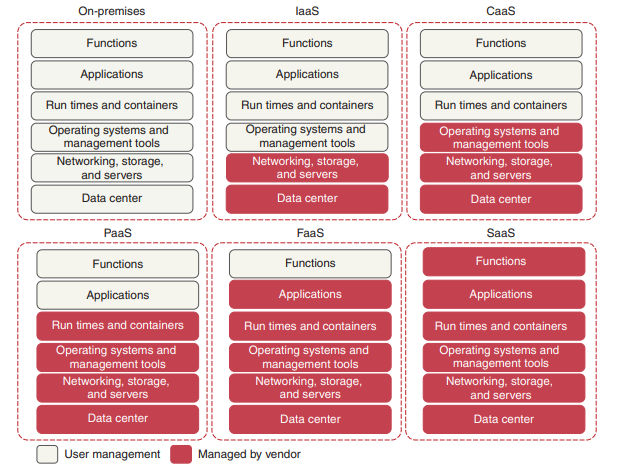 On-premises
Functions
Applications
Run times and containers
Operating systems and
management tools
Networking, storage,
and servers
Data center
IaaS
Functions
Applications
Run times and containers
Operating systems and
management tools
Networking, storage,
and servers
Data center
CaaS
Functions
Applications
Run times and containers
Operating systems and
management tools
Networking, storage,
and servers
Data center
PaaS
Functions
Applications
Run times and containers
Operating systems and
management tools
Networking, storage,
and servers
Data center
FaaS
Functions
Applications
Run times and containers
Operating systems and
management tools
Networking, storage,
and servers
Data center
SaaS
Functions
Applications
Run times and containers
Operating systems and
management tools
Networking, storage,
and servers
Data center
User management
Managed by vendor